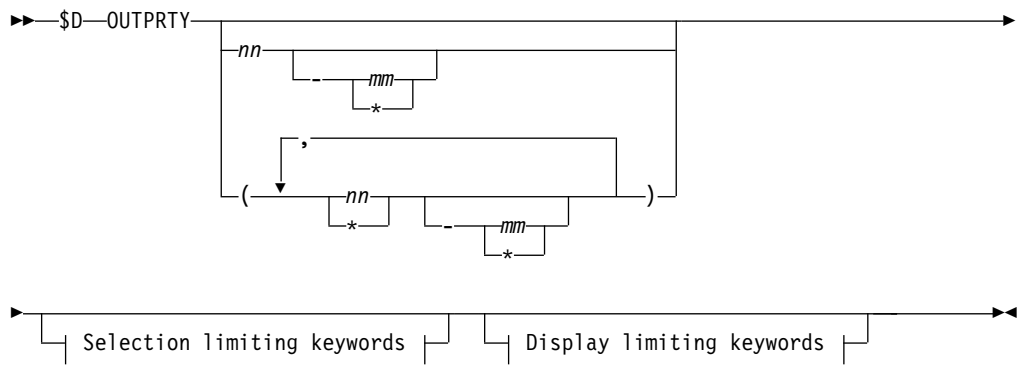 $D OUTPRTY
nn
- mm
*
,
( nn - mm )
* *
Selection limiting keywords Display limiting keywords